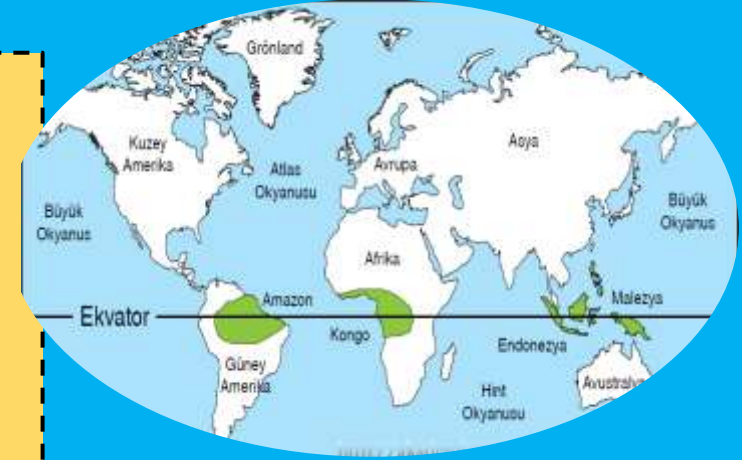 Grönland
Kuzey
Amerika
Atlas
Okyanusu
Avrupa
Asya
Büyük
Okyanus
Büyük
Okyanus
Afrika
Amazon
Malezya
Ekvator
Kongo
Endonezya
Güney
Amerika
Hint
Okyanusu
Avustralya